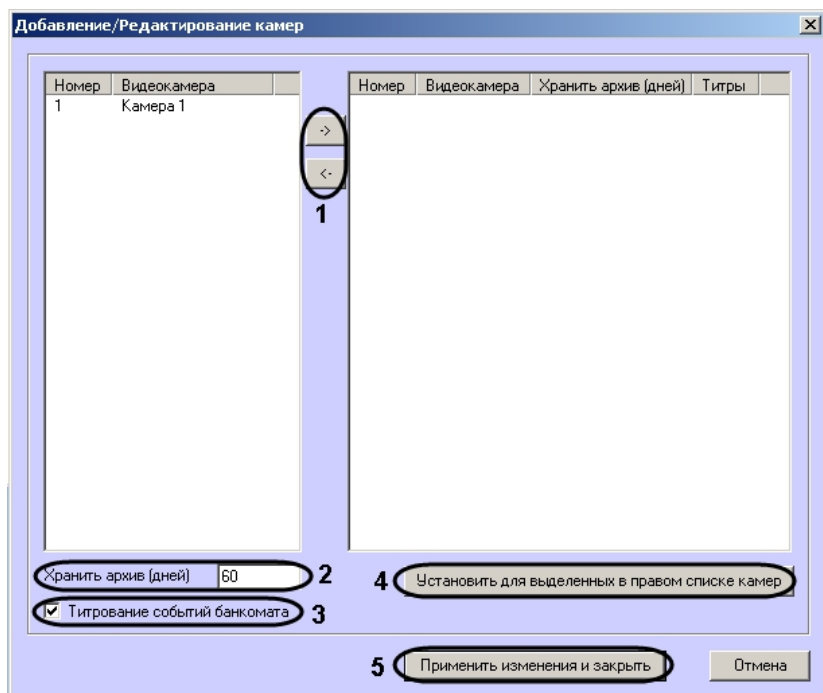 Добавление/Редактирование камер
Номер Видеокамера
1 Камера 1
->
<-
1
Номер Видеокамера Хранить архив (дней) Титры
Хранить архив (дней) 60 2
Титрование событий банкомата 3
4 Установить для выделенных в правом списке камер
5 Применить изменения и закрыть Отмена